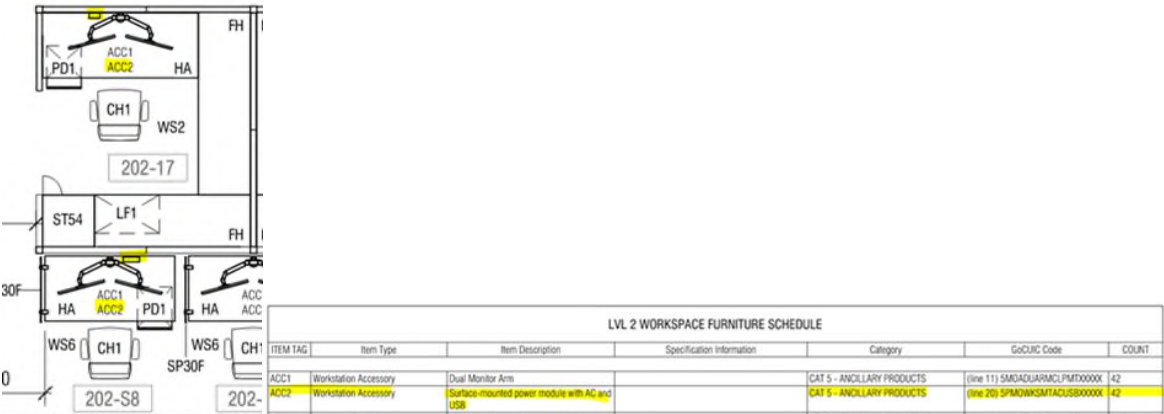 FH
ACC1
PD1 ACC2 HA
CH1
WS2
202-17
ST54 LF1
FH
30F
ACC1 ACC
HA ACC2 PD1 HA ACC
WS6 CH1 WS6 CH1
SP30F
0
202-S8 202-
LVL 2 WORKSPACE FURNITURE SCHEDULE
ITEM TAG Item Type Item Description Specification Information Category GoCUIC Code COUNT
ACC1 Workstation Accessory Dual Monitor Arm CAT 5 - ANCILLARY PRODUCTS (line 11) 5MOADUARMCLPMTXXXXX 42
ACC2 Workstation Accessory Surface-mounted power module with AC and USB CAT 5 - ANCILLARY PRODUCTS (line 20) 5PMOWKSMTACUSBXXXXX 42